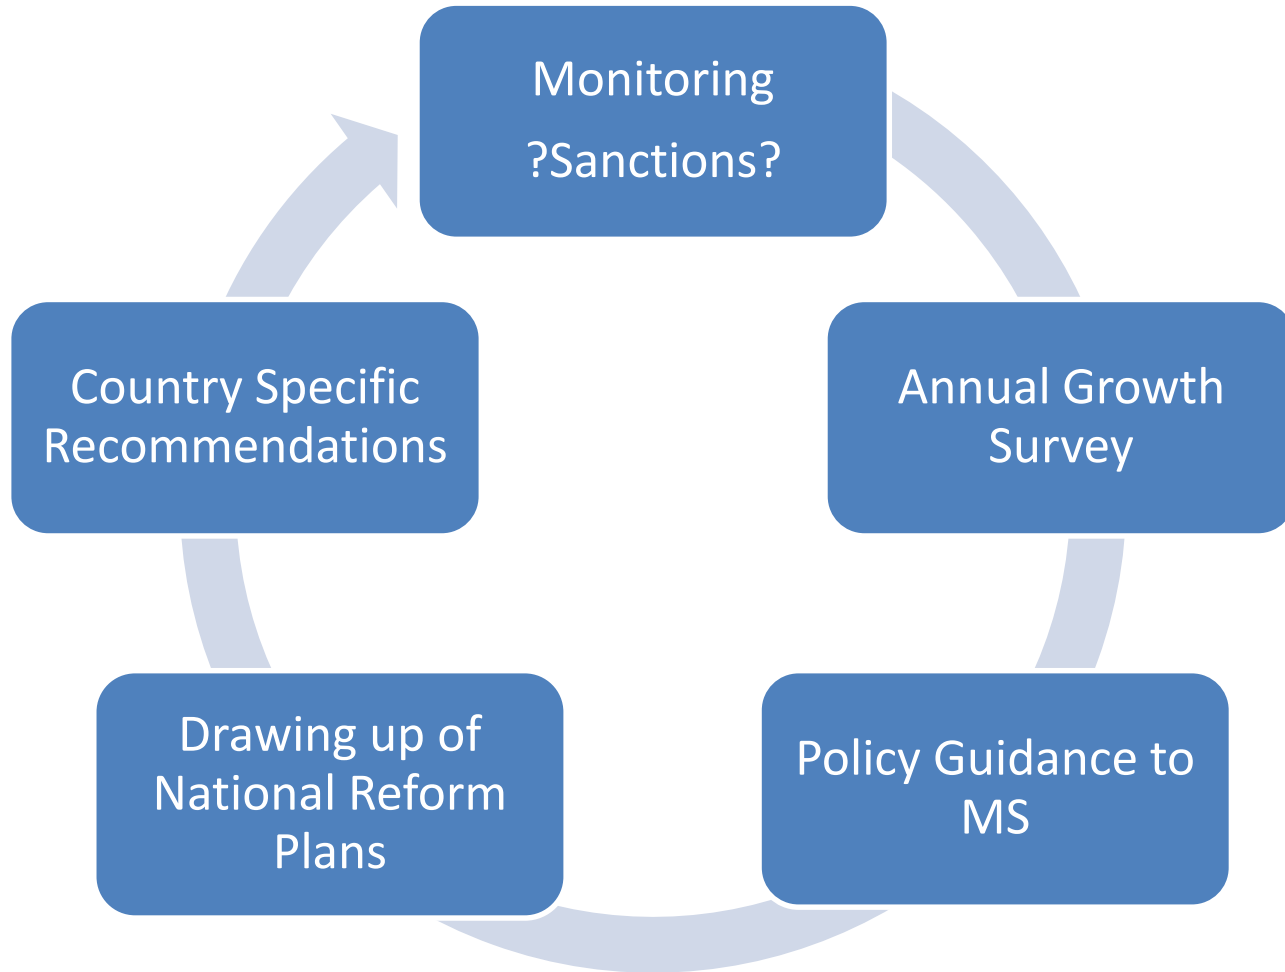 Monitoring
?Sanctions?
Annual Growth
Survey
Policy Guidance to
MS
Drawing up of
National Reform
Plans
Country Specific
Recommendations